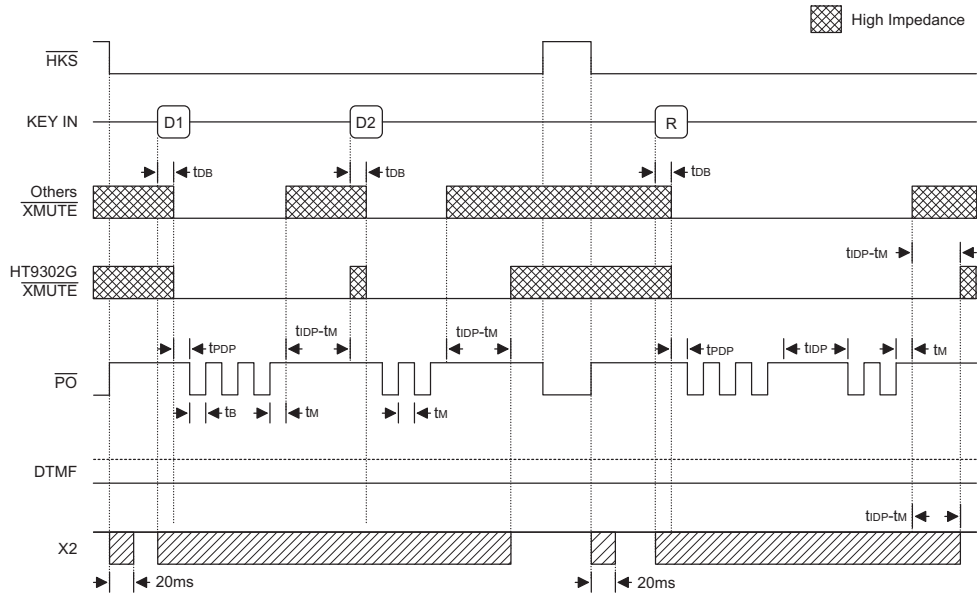 High Impedance
HKS
KEY IN D1 D2 R
tDB tDB tDB
Others
XMUTE
tIDP-tM
HT9302G
XMUTE
tPDP tIDP-tM tIDP-tM tPDP tIDP tM
PO
tB tM tM
DTMF
tIDP-tM
X2
20ms 20ms